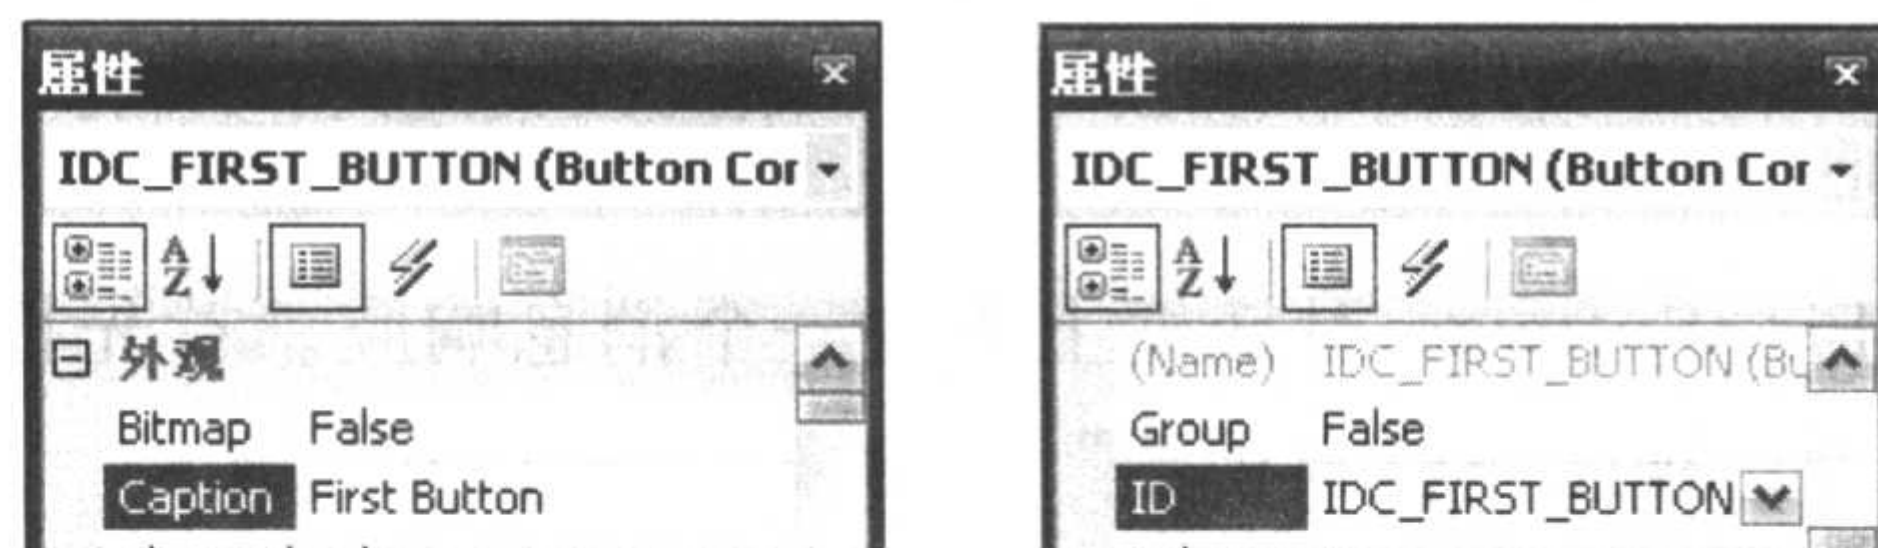 属性
IDC_FIRST_BUTTON (Button Cor
外观
Bitmap False
Caption First Button
属性
IDC_FIRST_BUTTON (Button Cor
(Name) IDC_FIRST_BUTTON (Bu
Group False
ID IDC_FIRST_BUTTON